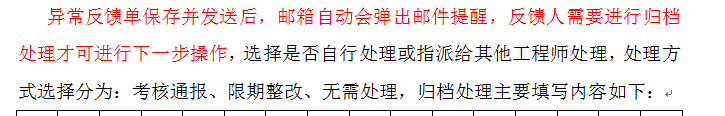 异常反馈单保存并发送后，邮箱自动会弹出邮件提醒，反馈人需要进行归档
处理才可进行下一步操作，选择是否自行处理或指派给其他工程师处理，处理方
式选择分为：考核通报、限期整改、无需处理，归档处理主要填写内容如下：